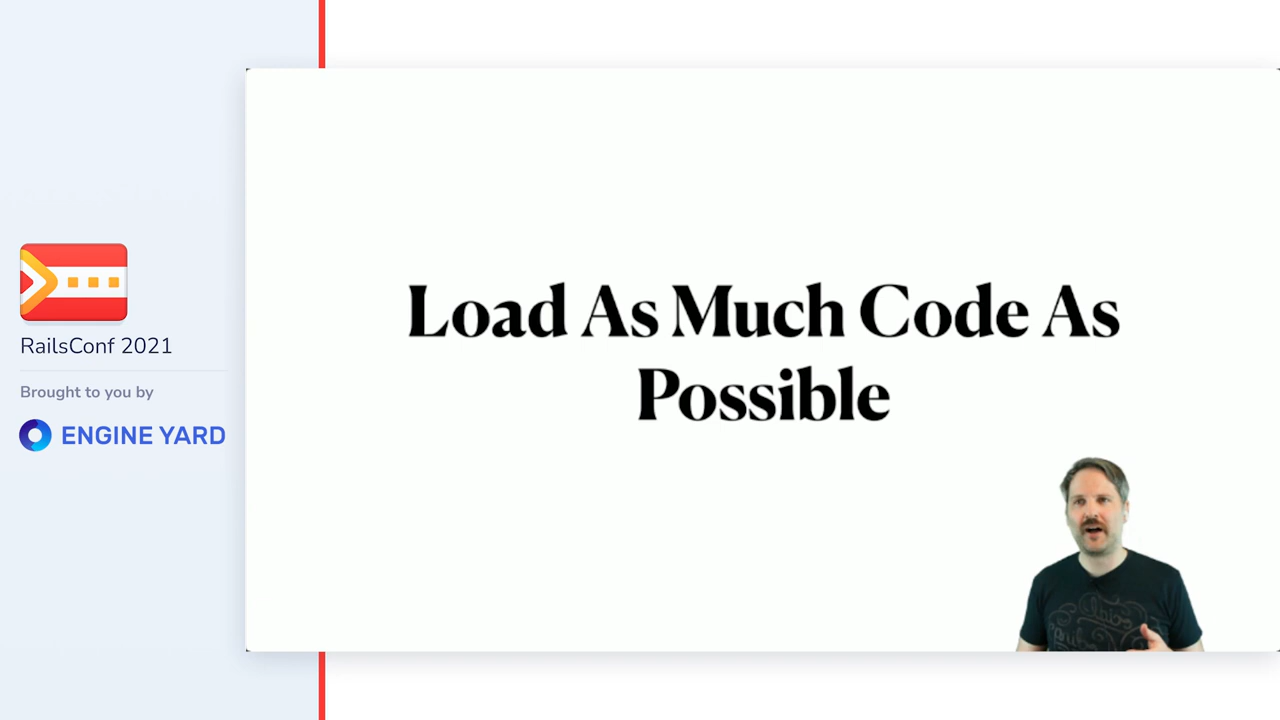 RailsConf 2021
Brought to you by
ENGINE YARD
Load As Much Code As
Possible